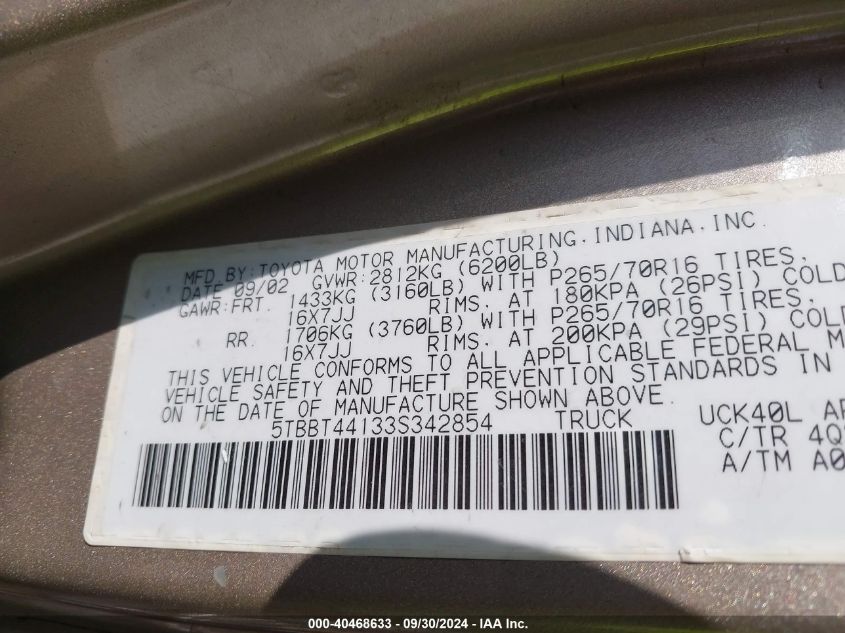 MFD.BY:TOYOTA MOTOR MANUFACTURING.INDIANA.INC.
DATE 09/02 GVWR:2812KG (6200LB)
GAWR:FRT. 1433KG (3160LB) WITH P265/70R16 TIRES.
16X7JJ RIMS. AT 180KPA (26PSI) COLD
RR. 1706KG (3760LB) WITH P265/70R16 TIRES.
16X7JJ RIMS. AT 200KPA (29PSI) COLD
THIS VEHICLE CONFORMS TO ALL APPLICABLE FEDERAL M
VEHICLE SAFETY AND THEFT PREVENTION STANDARDS IN
ON THE DATE OF MANUFACTURE SHOWN ABOVE.
5TBBT44133S342854 TRUCK
UCK40L AP
C/TR 4Q
A/TM A0
000-40468633 - 09/30/2024 - IAA Inc.